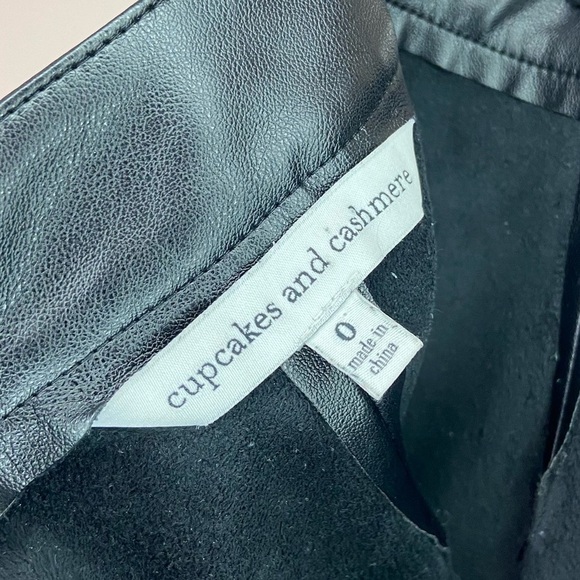 cupcakes and cashmere
0
made in
china